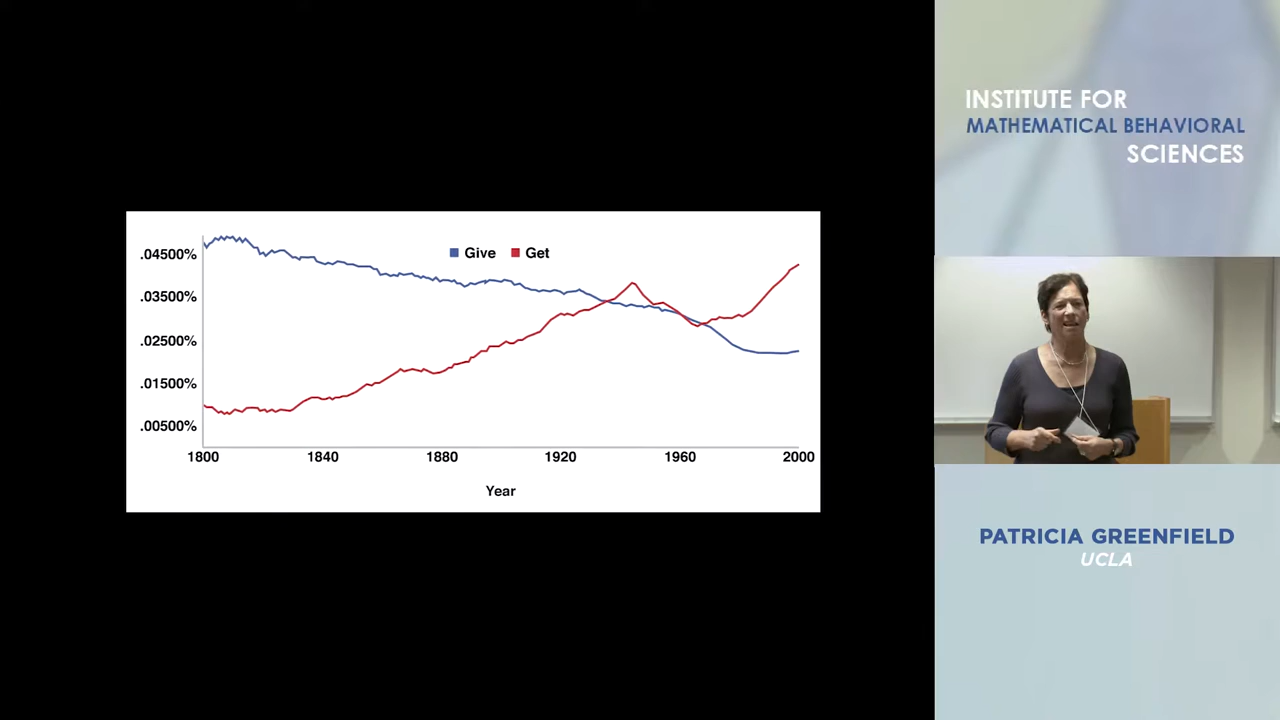 Give Get
.04500%
.03500%
.02500%
.01500%
.00500%
1800 1840 1880 1920 1960 2000
Year
INSTITUTE FOR
MATHEMATICAL BEHAVIORAL
SCIENCES
PATRICIA GREENFIELD
UCLA